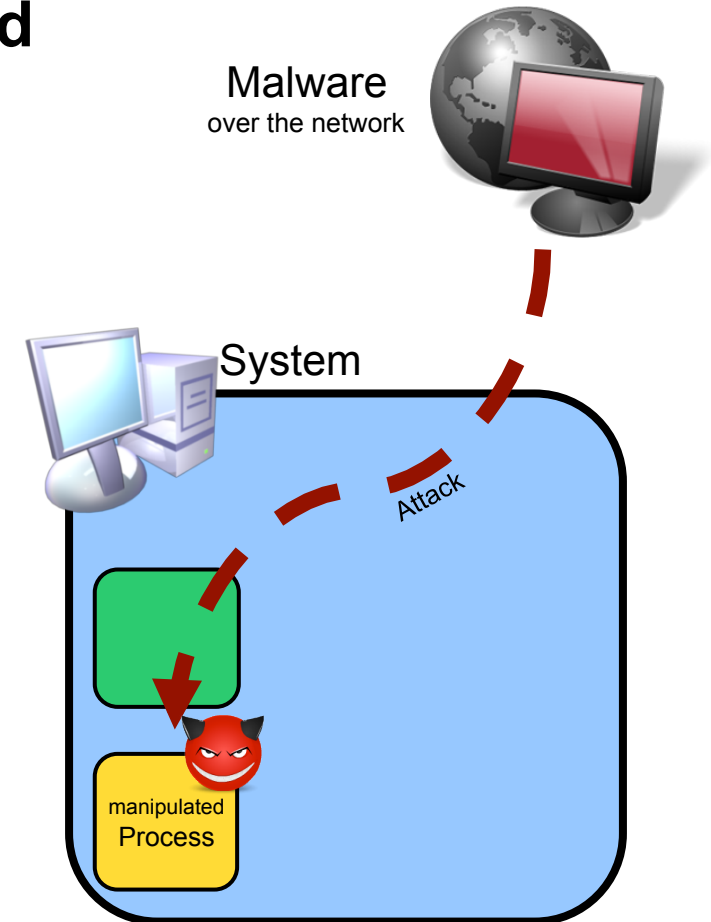 d
Malware
over the network
System
Attack
manipulated
Process